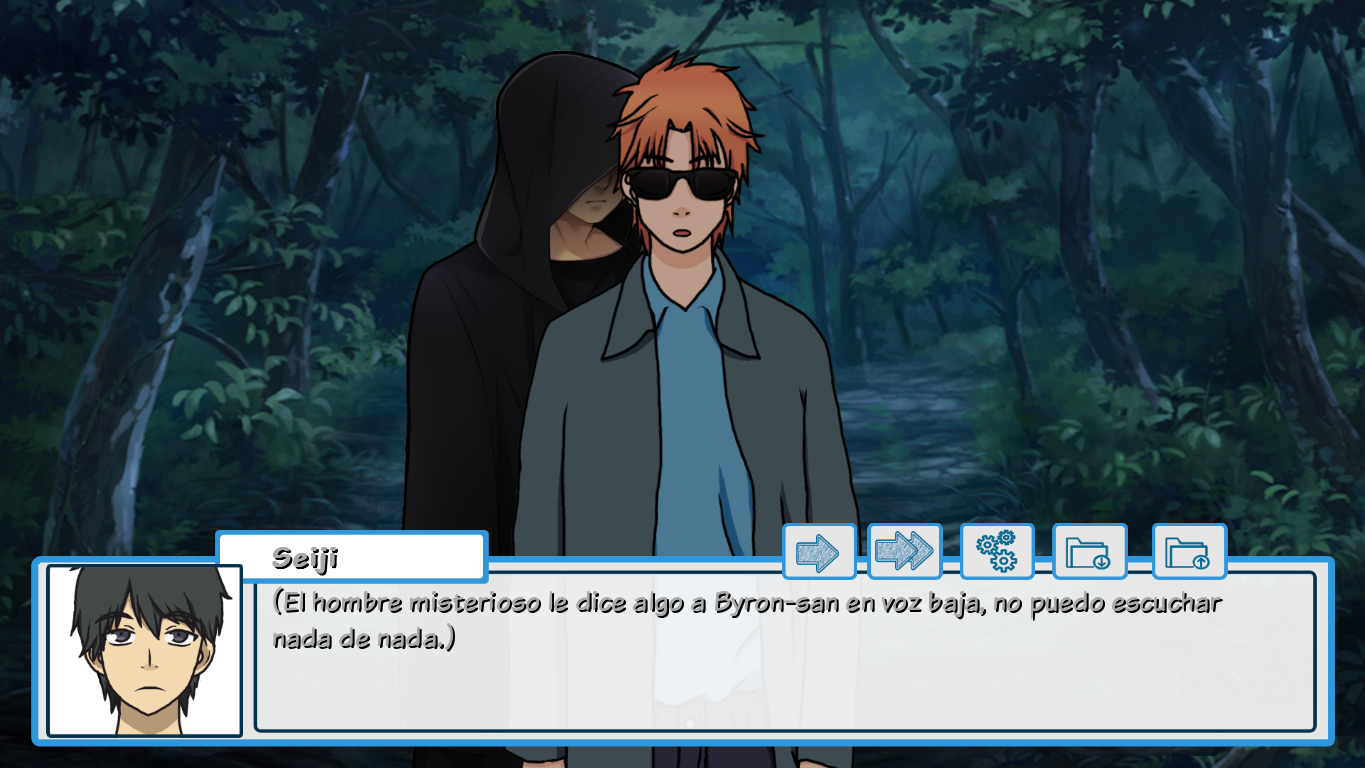 Seiji
(El hombre misterioso le dice algo a Byron-san en voz baja, no puedo escuchar
nada de nada.)